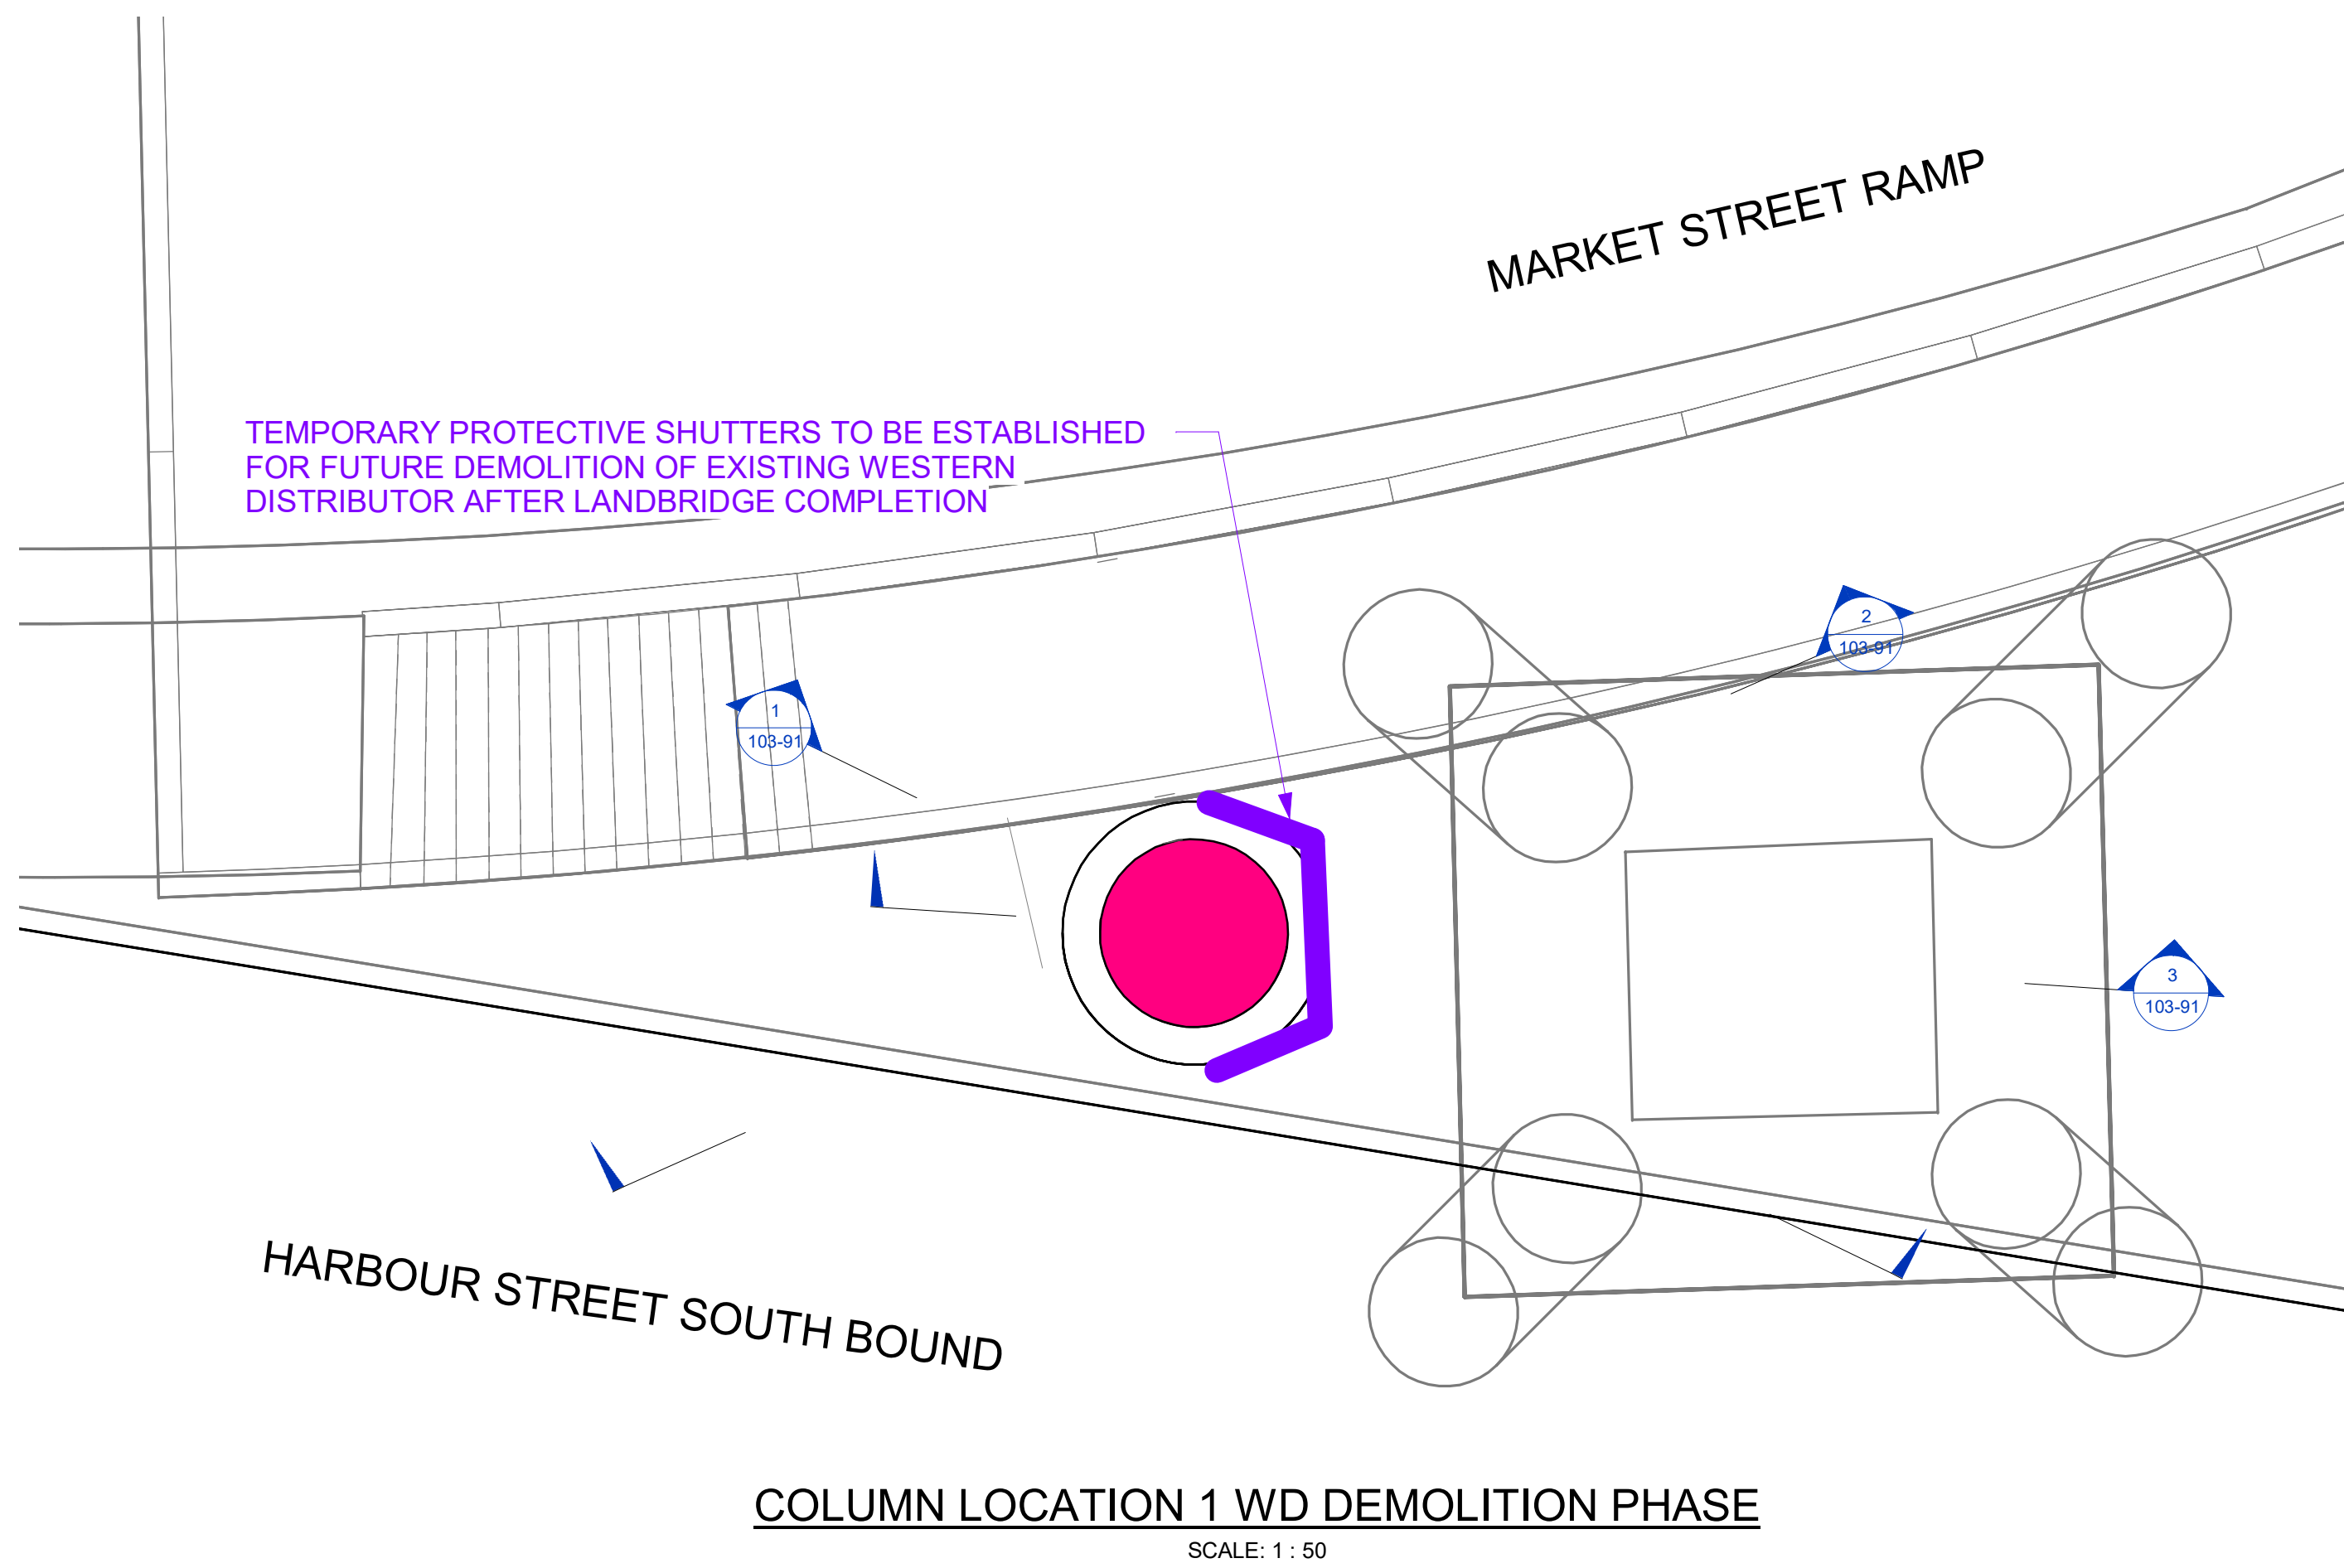 MARKET STREET RAMP
TEMPORARY PROTECTIVE SHUTTERS TO BE ESTABLISHED
FOR FUTURE DEMOLITION OF EXISTING WESTERN
DISTRIBUTOR AFTER LANDBRIDGE COMPLETION
2
103-91
1
103-91
3
103-91
HARBOUR STREET SOUTH BOUND
COLUMN LOCATION 1 WD DEMOLITION PHASE
SCALE: 1 : 50